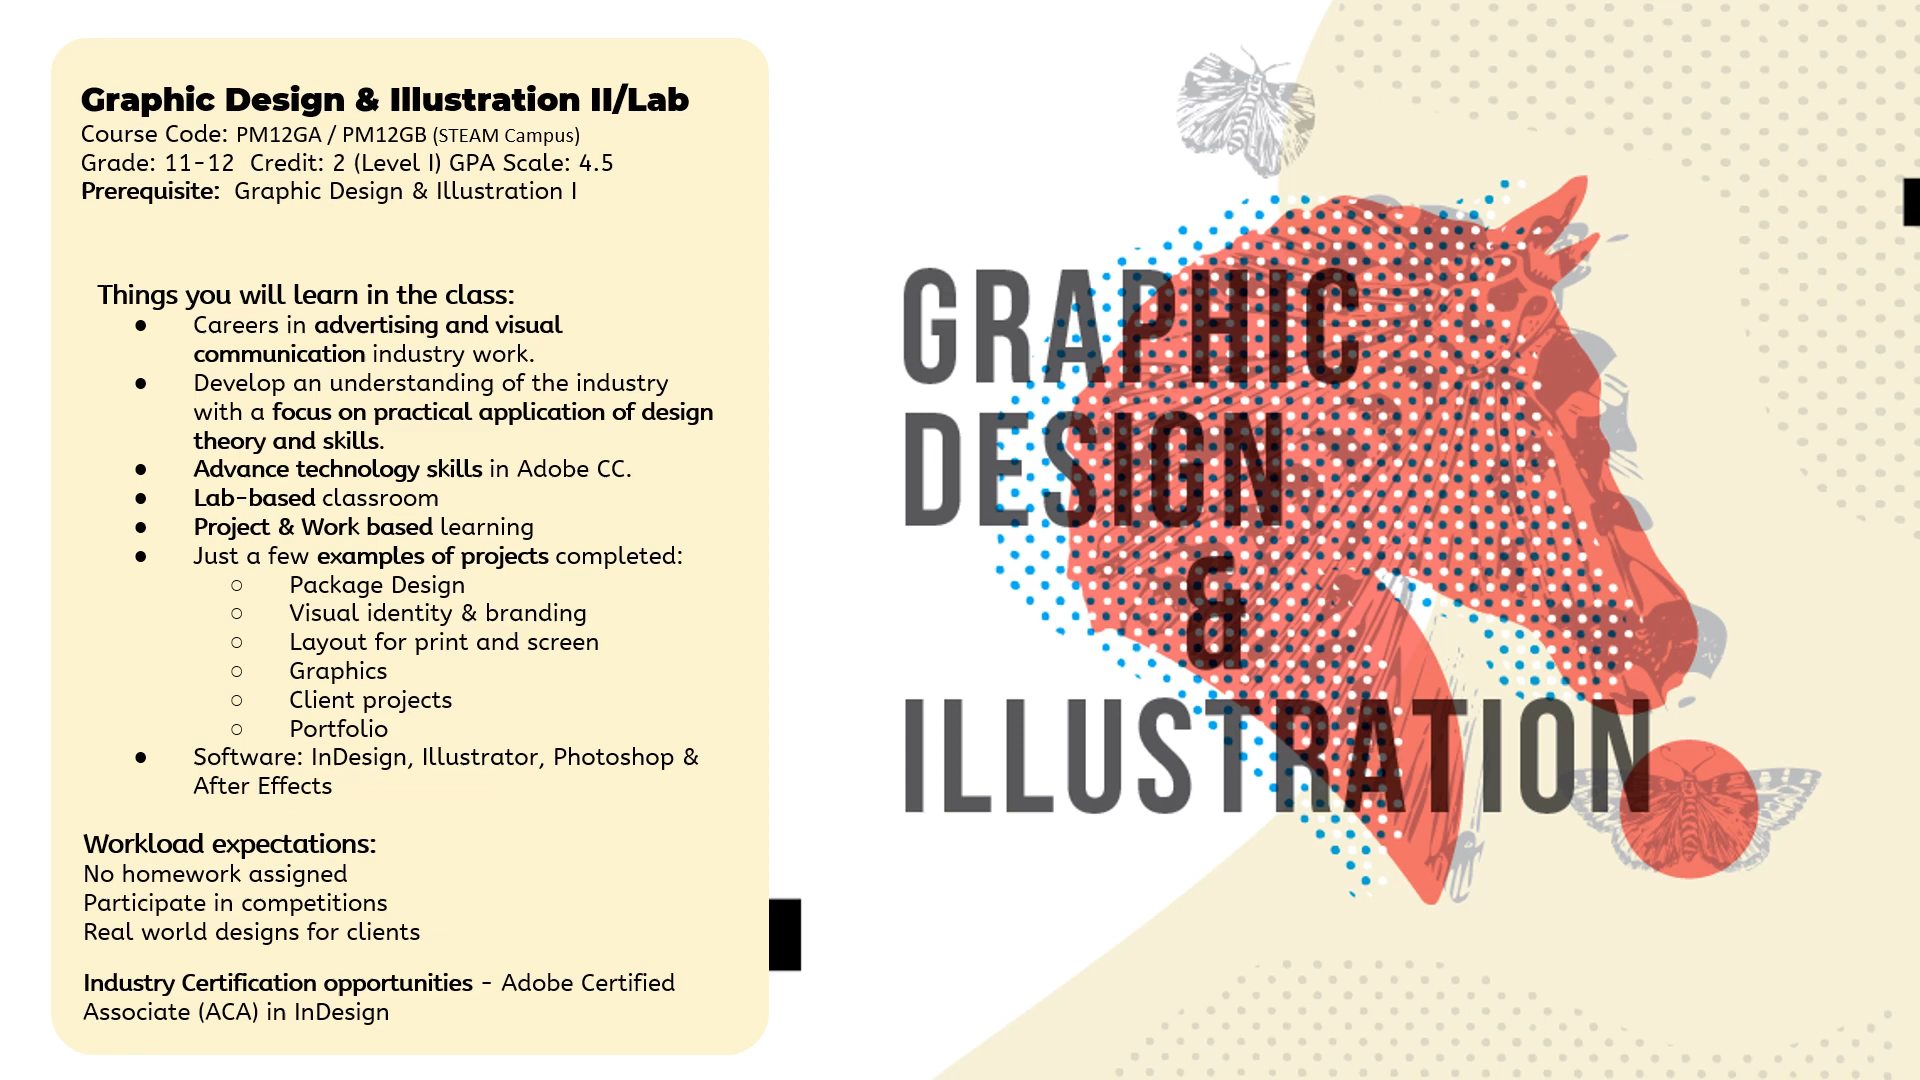 Graphic Design & Illustration II/Lab
Course Code: PM12GA / PM12GB (STEAM Campus)
Grade: 11-12  Credit: 2 (Level I) GPA Scale: 4.5
Prerequisite:  Graphic Design & Illustration I
Things you will learn in the class:
● Careers in advertising and visual
communication industry work.
● Develop an understanding of the industry
with a focus on practical application of design
theory and skills.
● Advance technology skills in Adobe CC.
● Lab-based classroom
● Project & Work based learning
● Just a few examples of projects completed:
○ Package Design
○ Visual identity & branding
○ Layout for print and screen
○ Graphics
○ Client projects
○ Portfolio
● Software: InDesign, Illustrator, Photoshop &
After Effects
Workload expectations:
No homework assigned
Participate in competitions
Real world designs for clients
Industry Certification opportunities - Adobe Certified
Associate (ACA) in InDesign
GRAPHIC
DESIGN
&
ILLUSTRATION